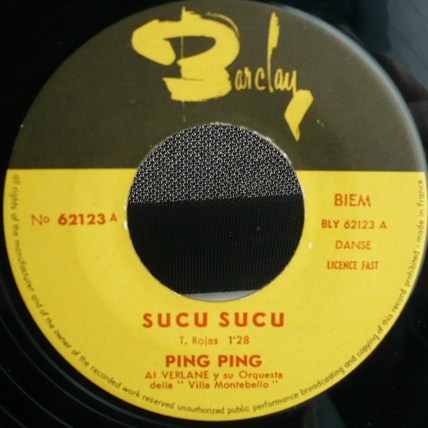 Barclay
No 62123 A
BIEM
BLY 62123 A
DANSE
LICENCE FAST
SUCU SUCU
T. Rojas 1'28
PING PING
Al VERLANE y su Orquesta
della " Villa Montebello "
all rights of the manufacturer and of the owner of the recorded work reserved unauthorized public performance broadcasting and copying of this record prohibited - made in france